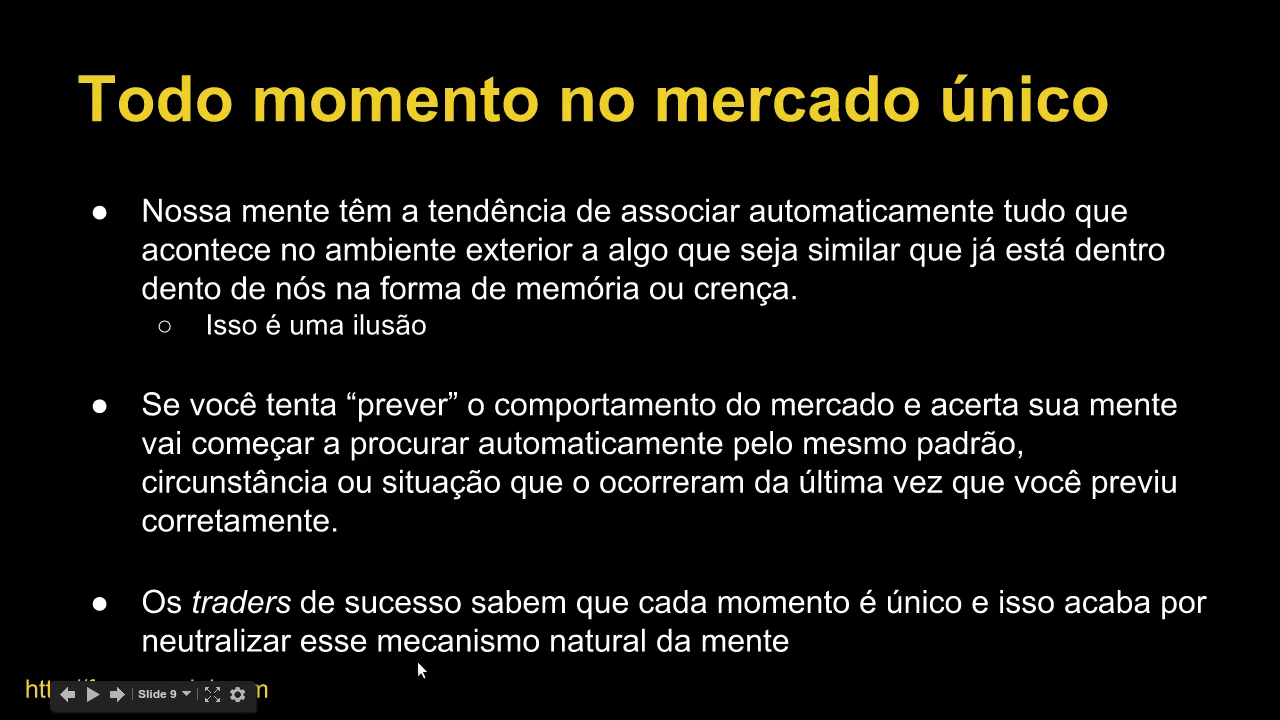 Todo momento no mercado único
● Nossa mente têm a tendência de associar automaticamente tudo que
acontece no ambiente exterior a algo que seja similar que já está dentro
dento de nós na forma de memória ou crença.
○ Isso é uma ilusão
● Se você tenta “prever” o comportamento do mercado e acerta sua mente
vai começar a procurar automaticamente pelo mesmo padrão,
circunstância ou situação que o ocorreram da última vez que você previu
corretamente.
● Os traders de sucesso sabem que cada momento é único e isso acaba por
neutralizar esse mecanismo natural da mente
Slide 9